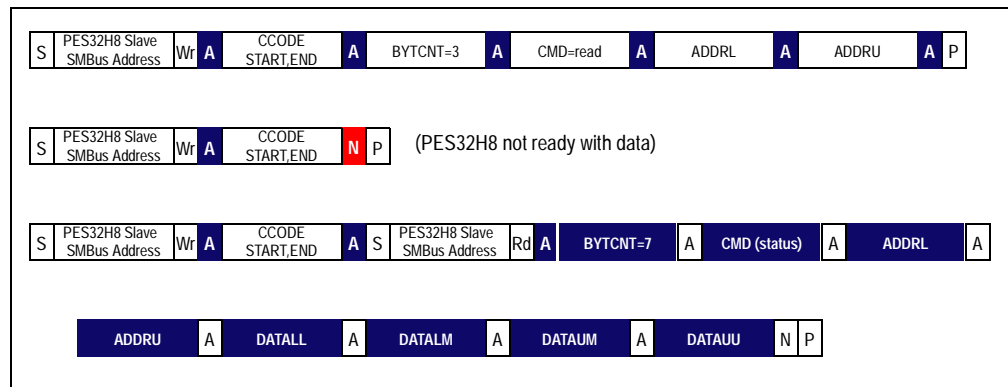 S PES32H8 Slave SMBus Address Wr A CCODE START,END A BYTCNT=3 A CMD=read A ADDRL A ADDRU A P
S PES32H8 Slave SMBus Address Wr A CCODE START,END N P (PES32H8 not ready with data)
S PES32H8 Slave SMBus Address Wr A CCODE START,END A S PES32H8 Slave SMBus Address Rd A BYTCNT=7 A CMD (status) A ADDRL A
ADDRU A DATALL A DATALM A DATAUM A DATAUU N P